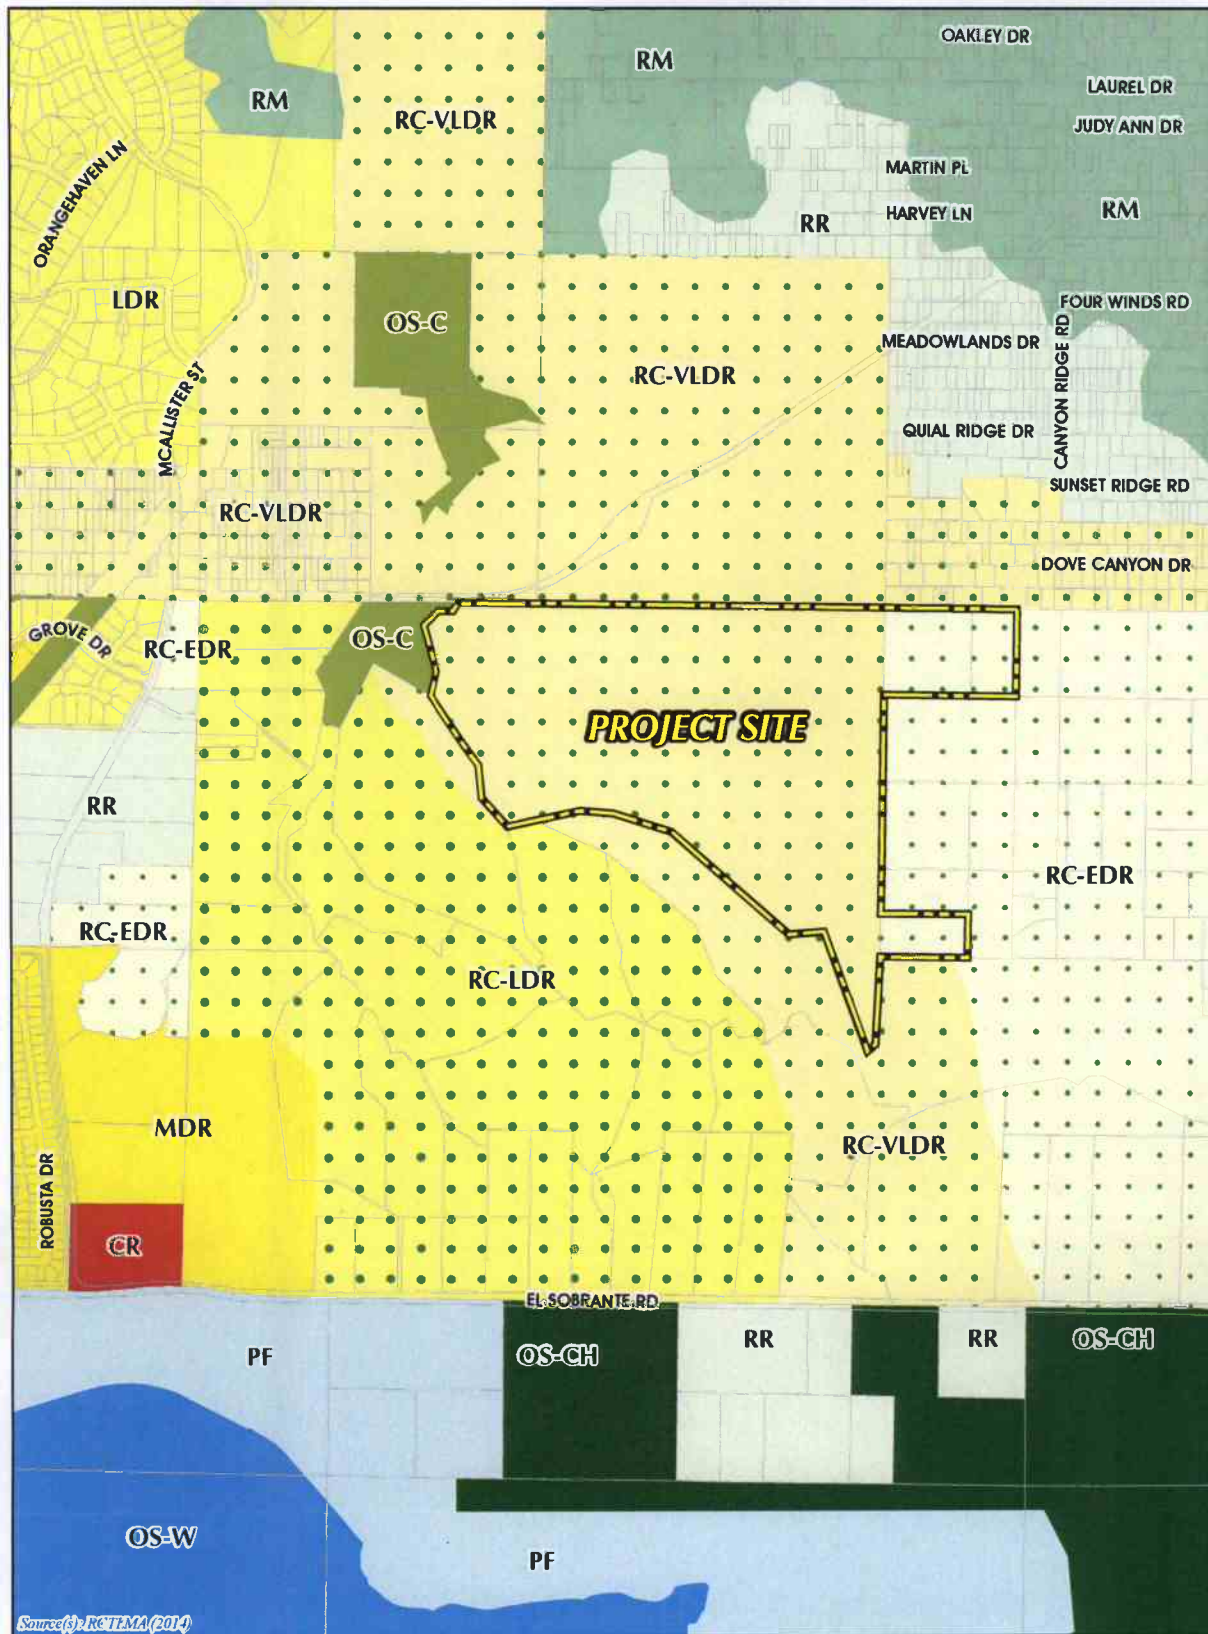 OAKLEY DR
RM
LAUREL DR
RM
RC-VLDR
JUDY ANN DR
MARTIN PL
ORANGEHAVEN LN
HARVEY LN
RM
RR
LDR
FOUR WINDS RD
OS-C
MEADOWLANDS DR
CANYON RIDGE RD
RC-VLDR
MCALLISTER ST
QUIAL RIDGE DR
SUNSET RIDGE RD
RC-VLDR
DOVE CANYON DR
GROVE DR
RC-EDR
OS-C
PROJECT SITE
RR
RC-EDR
RC-EDR
RC-LDR
MDR
RC-VLDR
ROBUSTA DR
CR
EL SOBRANTE RD
PF
OS-CH
RR
RR
OS-CH
OS-W
PF
Source(s): RCTLMA (2014)